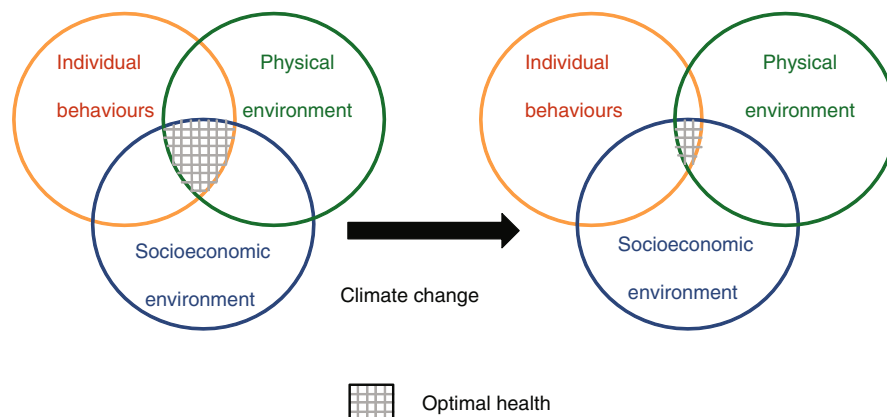 Individual
behaviours
Physical
environment
Socioeconomic
environment
Climate change
Individual
behaviours
Physical
environment
Socioeconomic
environment
Optimal health